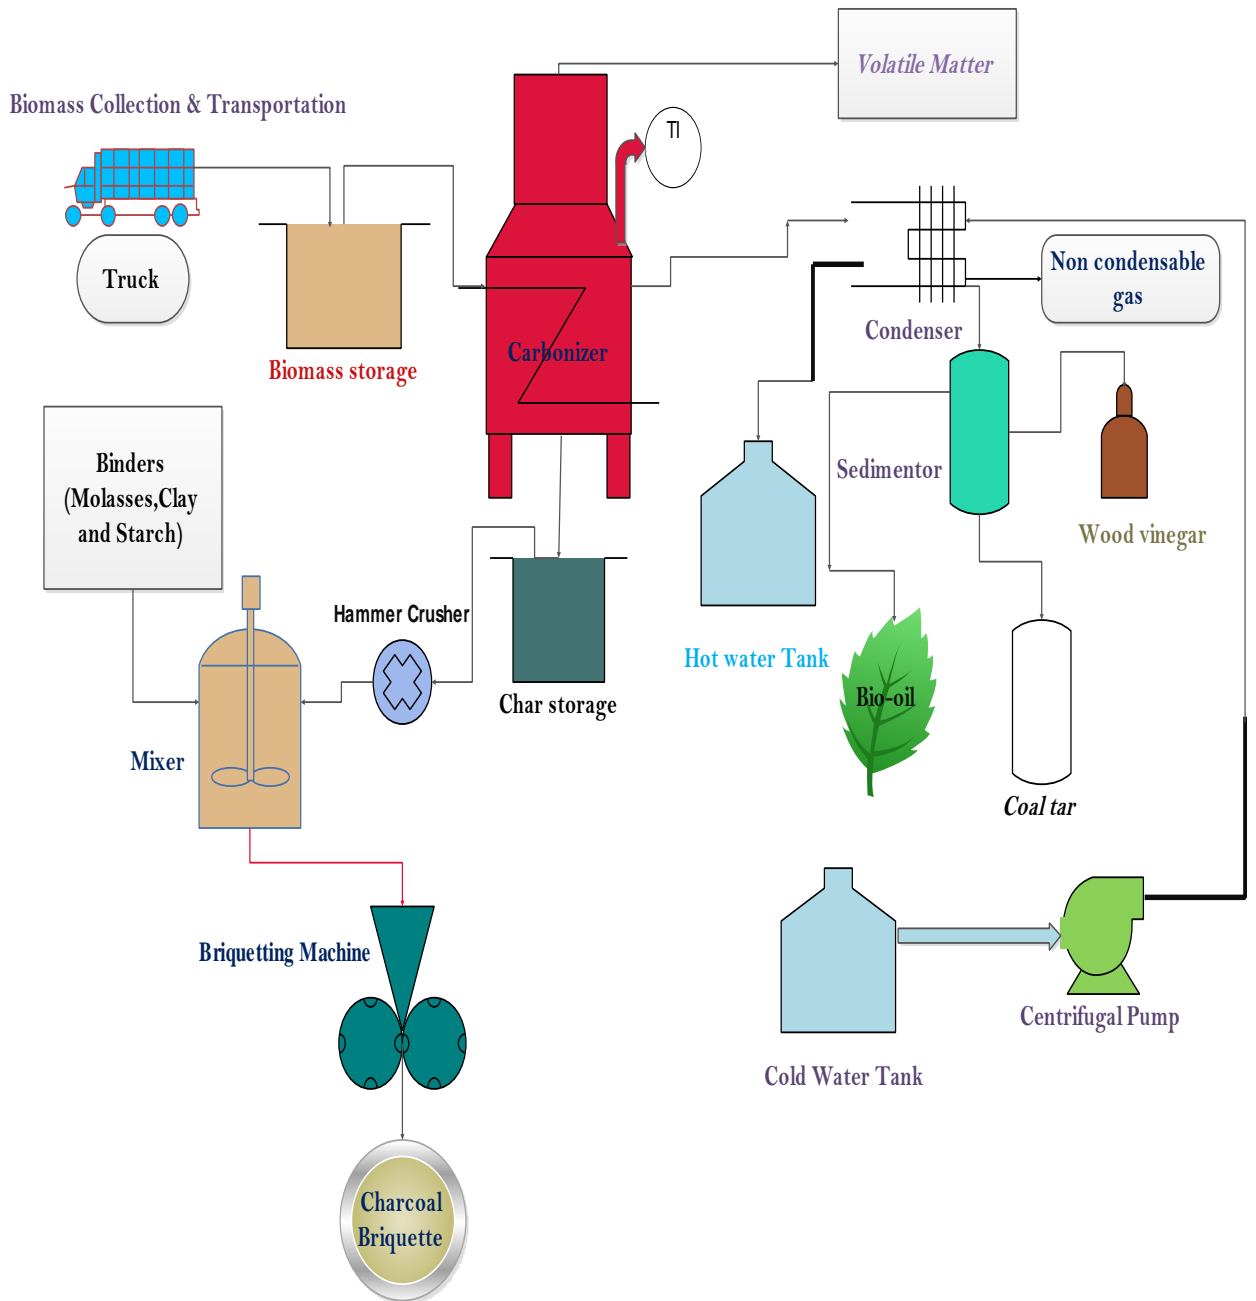 Volatile Matter
Biomass Collection & Transportation
TI
Truck
Non condensable
gas
Condenser
Carbonizer
Biomass storage
Binders
(Molasses,Clay
and Starch)
Sedimentor
Wood vinegar
Hammer Crusher
Hot water Tank
Bio-oil
Char storage
Mixer
Coal tar
Briquetting Machine
Centrifugal Pump
Cold Water Tank
Charcoal
Briquette